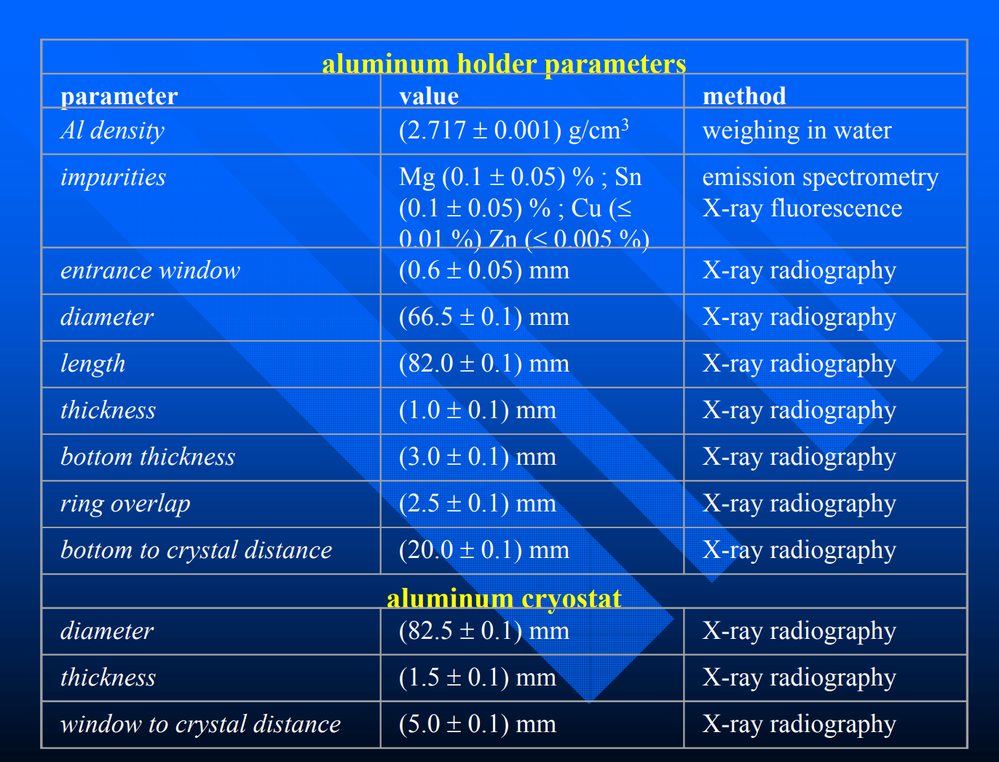 aluminum holder parameters
parameter value method
Al density (2.717 ± 0.001) g/cm³ weighing in water
impurities Mg (0.1 ± 0.05) % ; Sn emission spectrometry
(0.1 ± 0.05) % ; Cu (≤ X-ray fluorescence
0.01 %) Zn (≤ 0.005 %)
entrance window (0.6 ± 0.05) mm X-ray radiography
diameter (66.5 ± 0.1) mm X-ray radiography
length (82.0 ± 0.1) mm X-ray radiography
thickness (1.0 ± 0.1) mm X-ray radiography
bottom thickness (3.0 ± 0.1) mm X-ray radiography
ring overlap (2.5 ± 0.1) mm X-ray radiography
bottom to crystal distance (20.0 ± 0.1) mm X-ray radiography
aluminum cryostat
diameter (82.5 ± 0.1) mm X-ray radiography
thickness (1.5 ± 0.1) mm X-ray radiography
window to crystal distance (5.0 ± 0.1) mm X-ray radiography